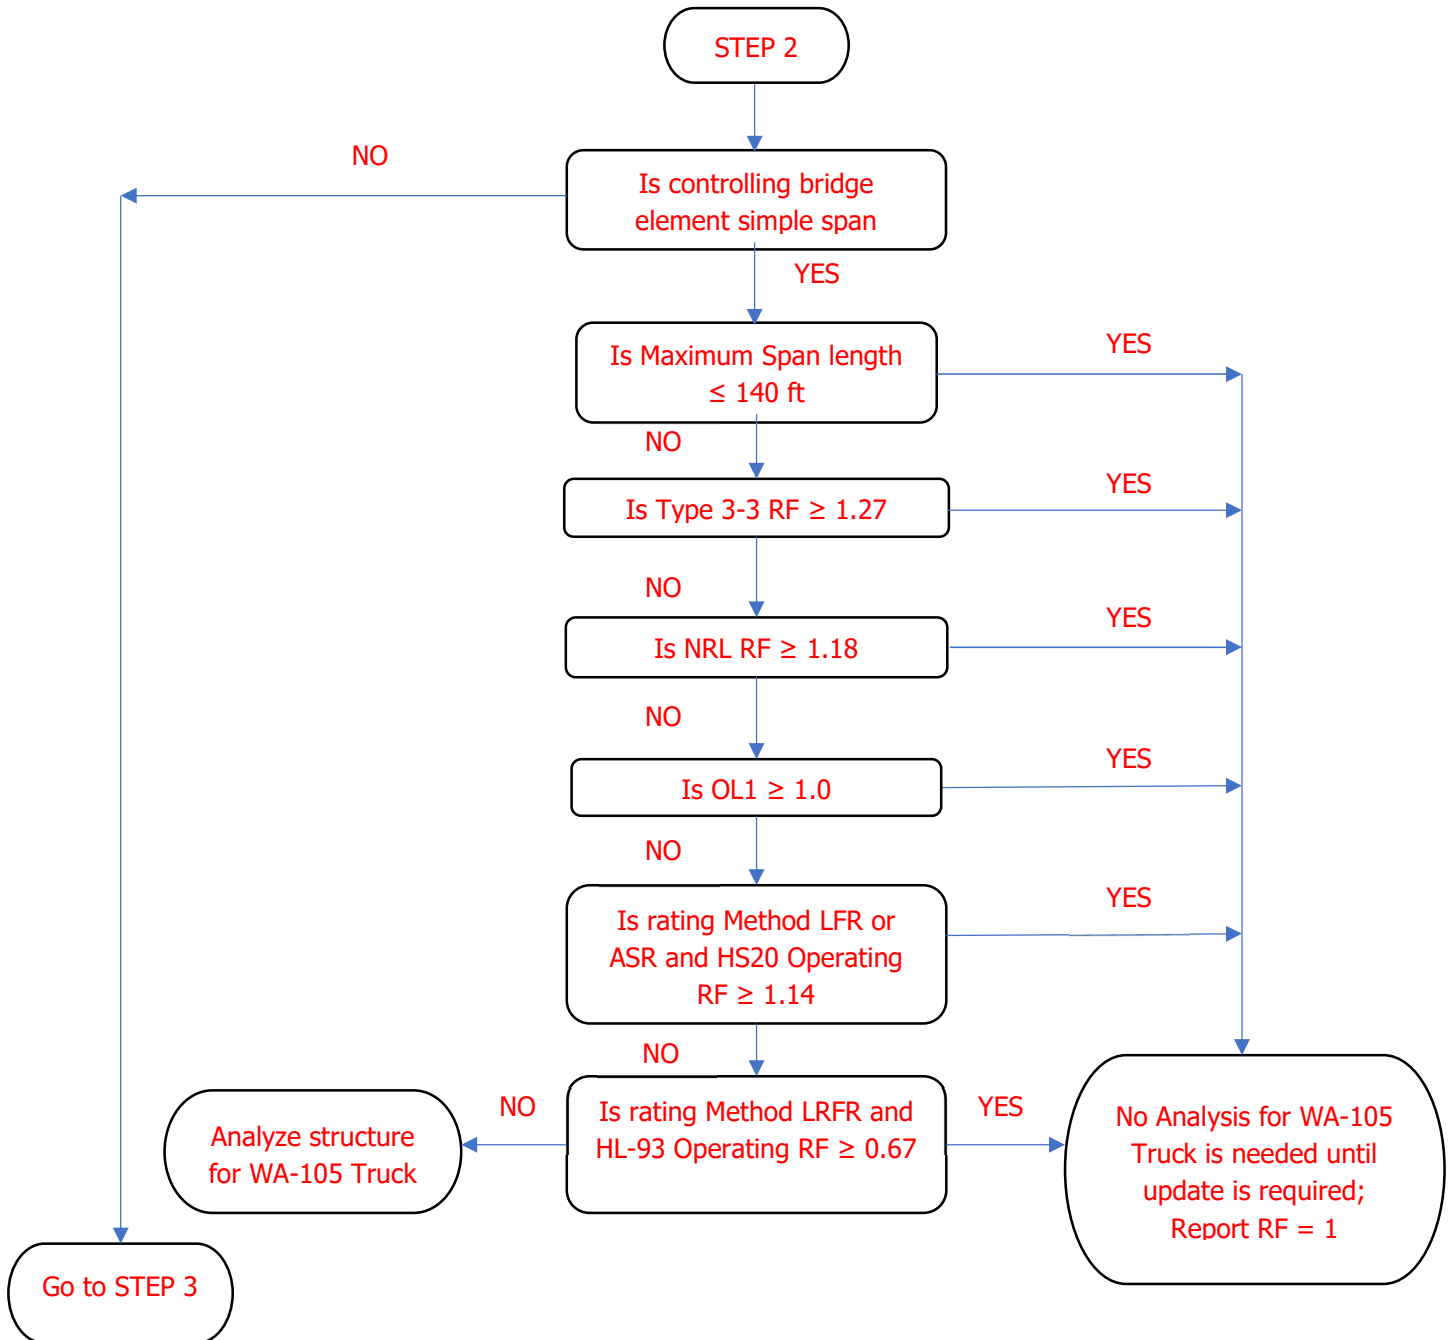 STEP 2
NO
Is controlling bridge
element simple span
YES
Is Maximum Span length
≤ 140 ft
YES
NO
Is Type 3-3 RF ≥ 1.27
YES
NO
Is NRL RF ≥ 1.18
YES
NO
Is OL1 ≥ 1.0
YES
NO
Is rating Method LFR or
ASR and HS20 Operating
RF ≥ 1.14
YES
NO
Is rating Method LRFR and
HL-93 Operating RF ≥ 0.67
NO
YES
Analyze structure
for WA-105 Truck
No Analysis for WA-105
Truck is needed until
update is required;
Report RF = 1
Go to STEP 3